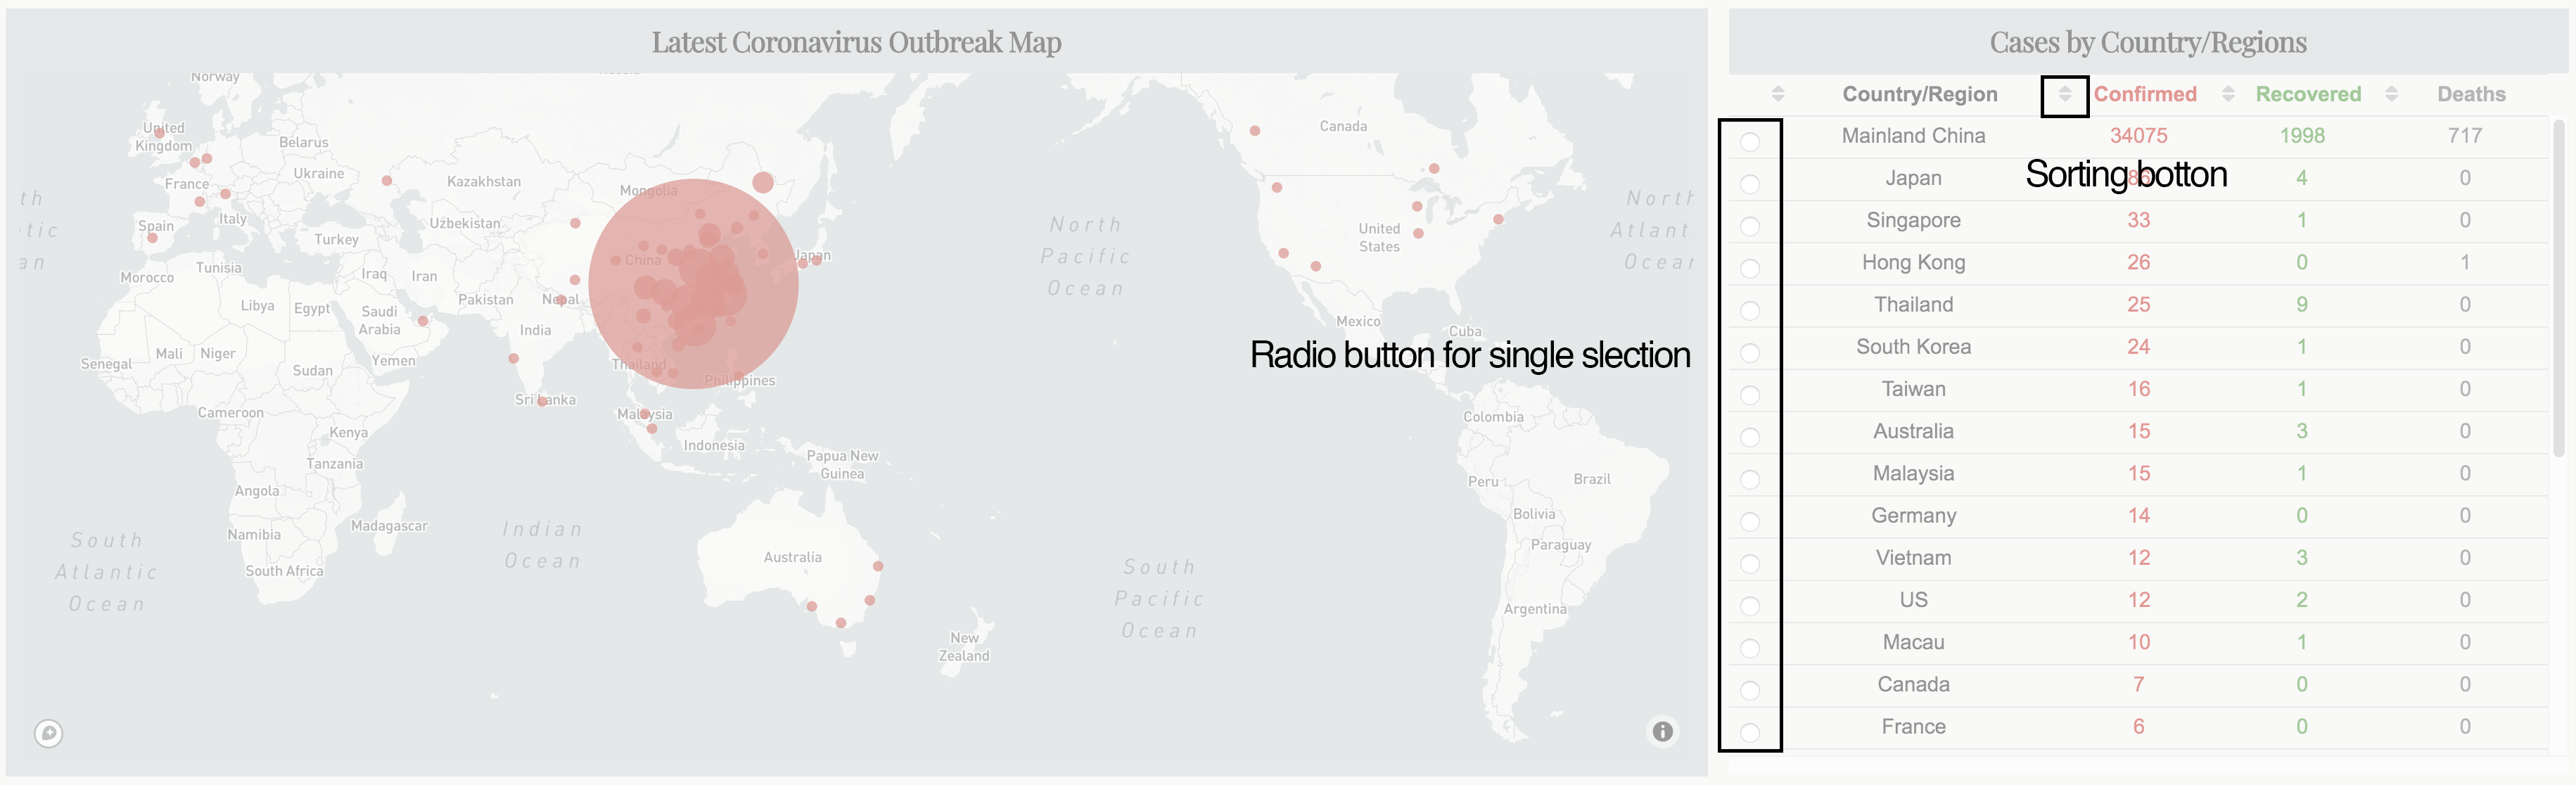 Latest Coronavirus Outbreak Map
Norway
United
Kingdom
Belarus
Ukraine
France
Kazakhstan
Mongolia
Italy
Spain
Uzbekistan
Turkey
China
Japan
Morocco
Tunisia
Iraq
Iran
Pakistan
Nepal
Libya
Egypt
Saudi
Arabia
India
Mali
Niger
Senegal
Yemen
Sudan
Thailand
Philippines
Cameroon
Sri Lanka
Malaysia
Kenya
Indonesia
Tanzania
Papua New
Guinea
Angola
Madagascar
Namibia
South Africa
Australia
New
Zealand
South
Atlantic
Ocean
Indian
Ocean
North
Pacific
Ocean
South
Pacific
Ocean
Canada
United
States
Mexico
Cuba
Colombia
Peru
Brazil
Bolivia
Paraguay
Argentina
th
tic
an
North
Atlant
Ocear
Radio button for single slection
Cases by Country/Regions
Country/Region Confirmed Recovered Deaths
Mainland China 34075 1998 717
Sorting botton
Japan 86 4 0
Singapore 33 1 0
Hong Kong 26 0 1
Thailand 25 9 0
South Korea 24 1 0
Taiwan 16 1 0
Australia 15 3 0
Malaysia 15 1 0
Germany 14 0 0
Vietnam 12 3 0
US 12 2 0
Macau 10 1 0
Canada 7 0 0
France 6 0 0